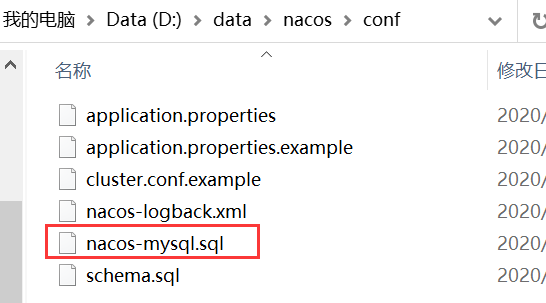 我的电脑 > Data (D:) > data > nacos > conf
名称 修改日
application.properties 2020/
application.properties.example 2020/
cluster.conf.example 2020/
nacos-logback.xml 2020/
nacos-mysql.sql 2020/
schema.sql 2020/